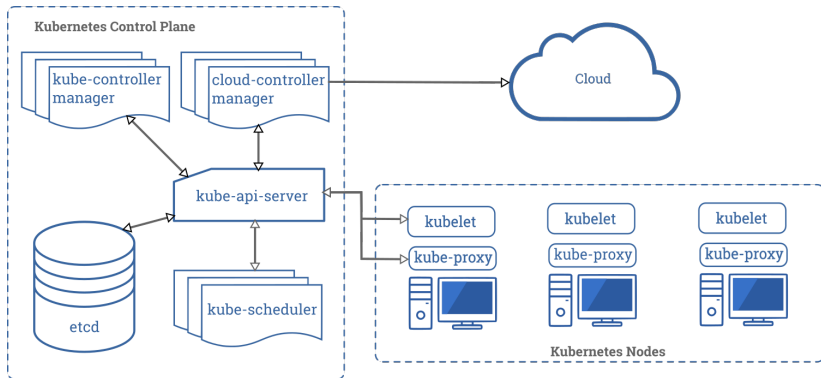 Kubernetes Control Plane
kube-controller
manager
cloud-controller
manager
Cloud
kube-api-server
etcd
kube-scheduler
kubelet
kube-proxy
kubelet
kube-proxy
kubelet
kube-proxy
Kubernetes Nodes